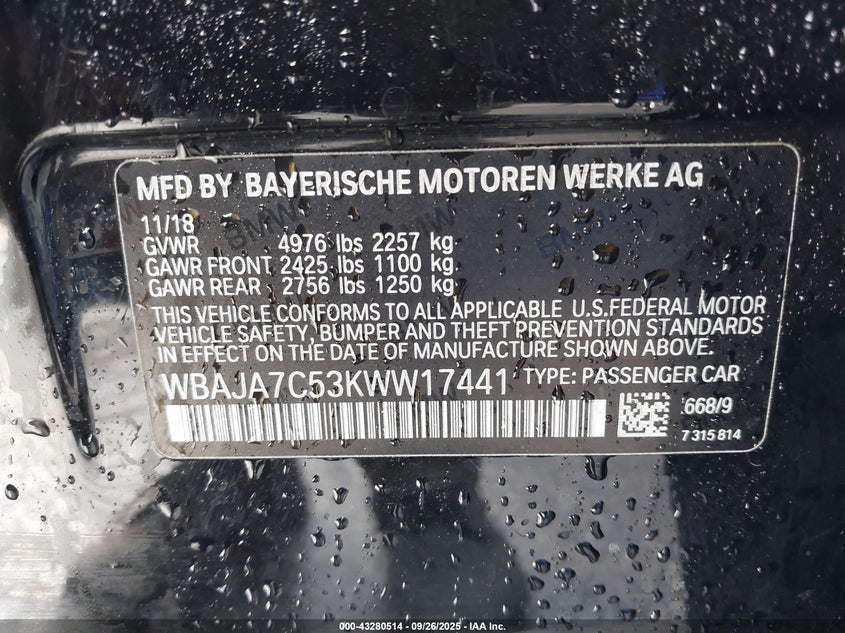 MFD BY BAYERISCHE MOTOREN WERKE AG
11/18
GVWR 4976 lbs 2257 kg
GAWR FRONT 2425 lbs 1100 kg
GAWR REAR 2756 lbs 1250 kg
THIS VEHICLE CONFORMS TO ALL APPLICABLE U.S.FEDERAL MOTOR
VEHICLE SAFETY, BUMPER AND THEFT PREVENTION STANDARDS
IN EFFECT ON THE DATE OF MANUFACTURE SHOWN ABOVE.
WBAJA7C53KWW17441 TYPE: PASSENGER CAR
668/9
7 315 814
000-43280514 - 09/26/2025 - IAA Inc.